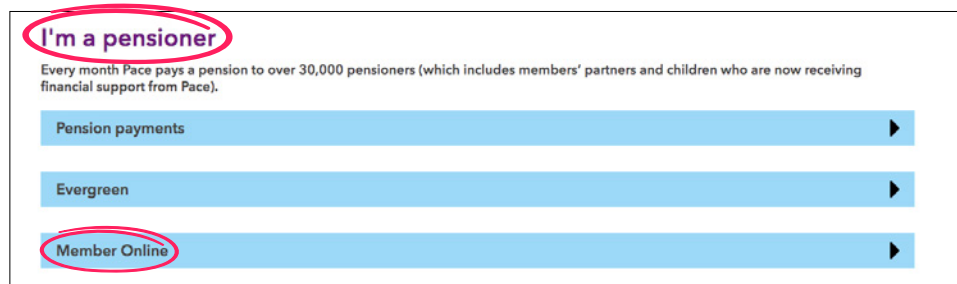 I'm a pensioner
Every month Pace pays a pension to over 30,000 pensioners (which includes members' partners and children who are now receiving
financial support from Pace).
Pension payments
Evergreen
Member Online